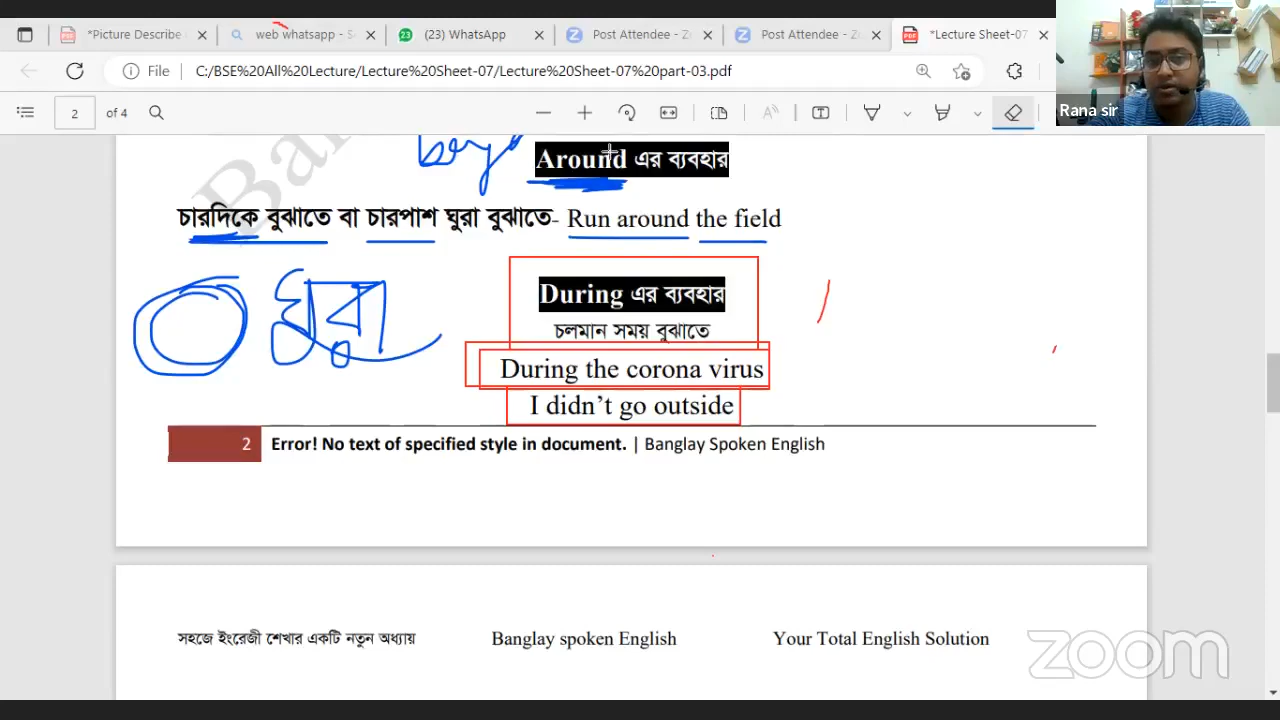 *Picture Describe
web whatsapp - Se
(23) WhatsApp
Post Attendee - Zo
Post Attendee - Zo
*Lecture Sheet-07
File
C:/BSE%20All%20Lecture/Lecture%20Sheet-07/Lecture%20Sheet-07%20part-03.pdf
2 of 4
Rana sir
Around এর ব্যবহার
চারদিকে বুঝাতে বা চারপাশ ঘুরা বুঝাতে- Run around the field
ঘুরা
During এর ব্যবহার
চলমান সময় বুঝাতে
During the corona virus
I didn't go outside
2 Error! No text of specified style in document. | Banglay Spoken English
সহজে ইংরেজী শেখার একটি নতুন অধ্যায় Banglay spoken English Your Total English Solution
zoom